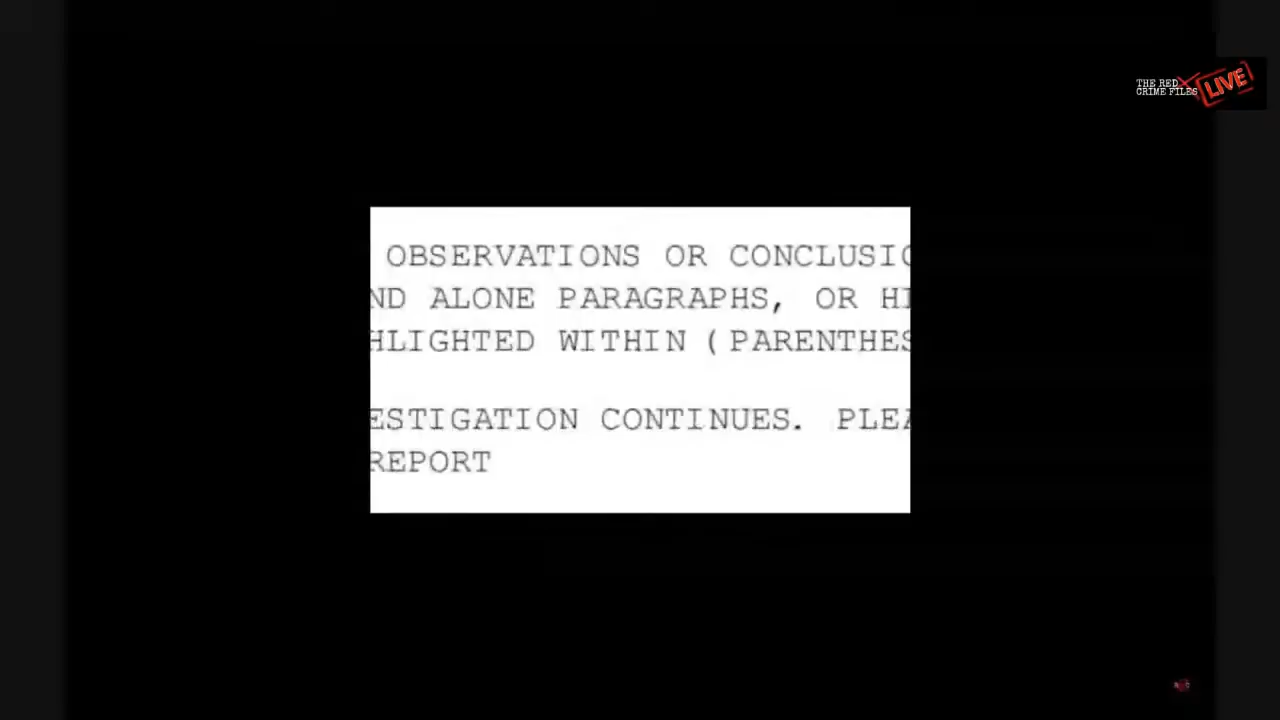 THE RED
CRIME FILES
LIVE
OBSERVATIONS OR CONCLUSIO
ND ALONE PARAGRAPHS, OR HI
HLIGHTED WITHIN (PARENTHES
ESTIGATION CONTINUES. PLEA
REPORT